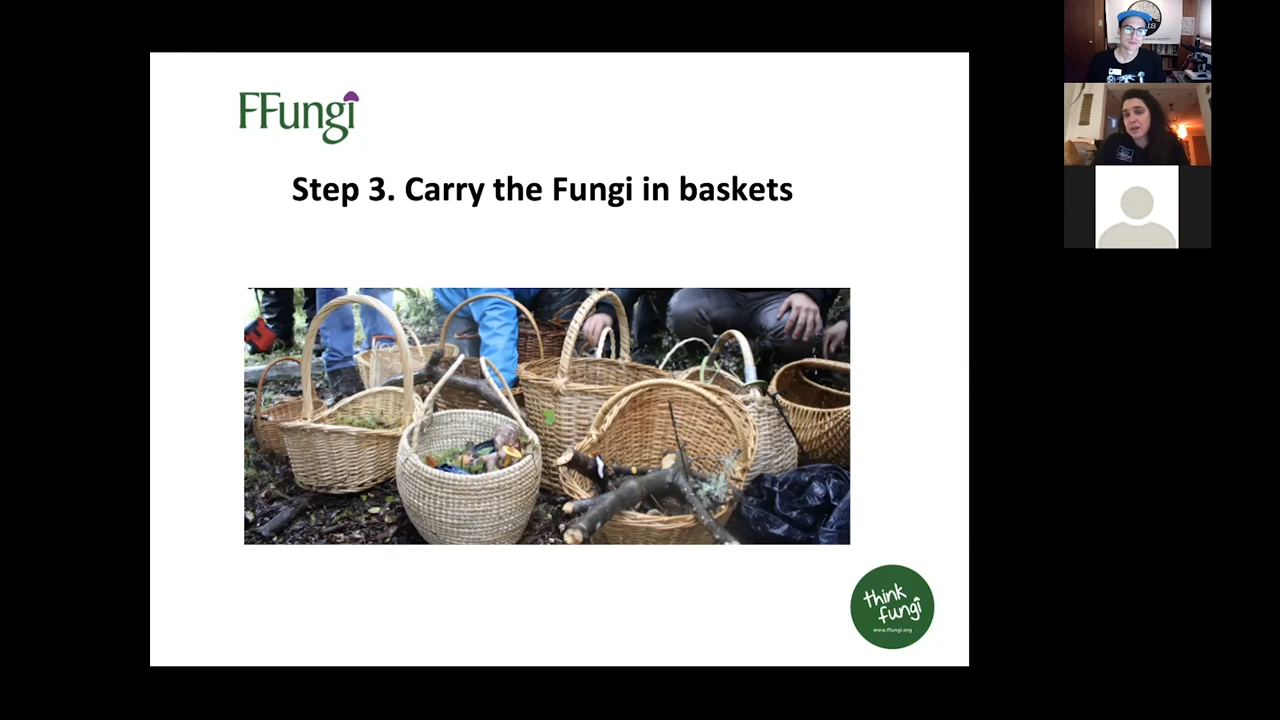 FFungi
Step 3. Carry the Fungi in baskets
think
fungi
www.ffungi.org